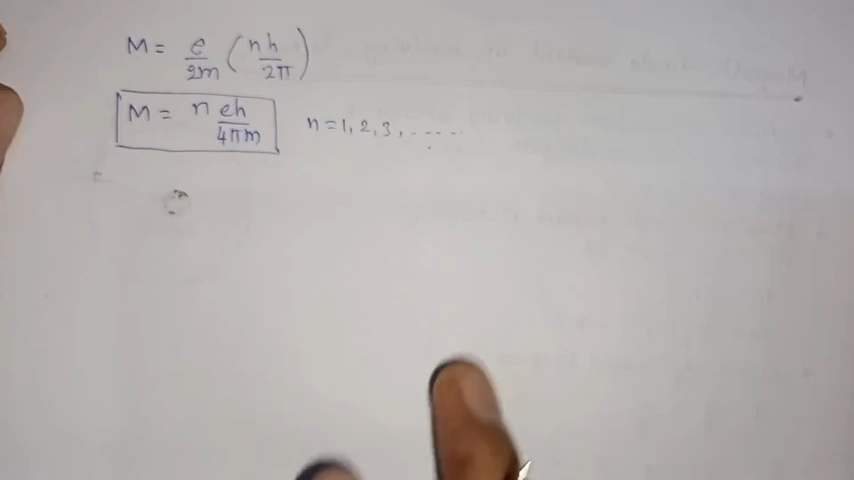 M = e/2m (nh/2π)
M = n eh/4πm n = 1, 2, 3, ......